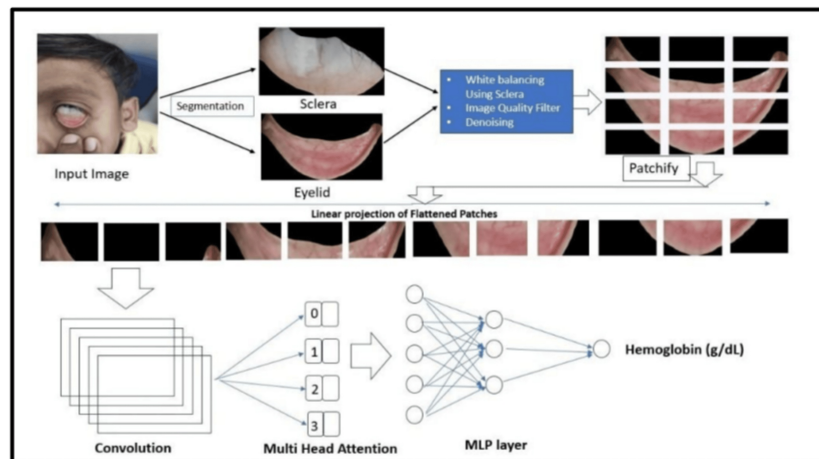 Input Image
Segmentation
Sclera
Eyelid
• White balancing
Using Sclera
• Image Quality Filter
• Denoising
Patchify
Linear projection of Flattened Patches
0
1
2
3
Convolution
Multi Head Attention
MLP layer
Hemoglobin (g/dL)